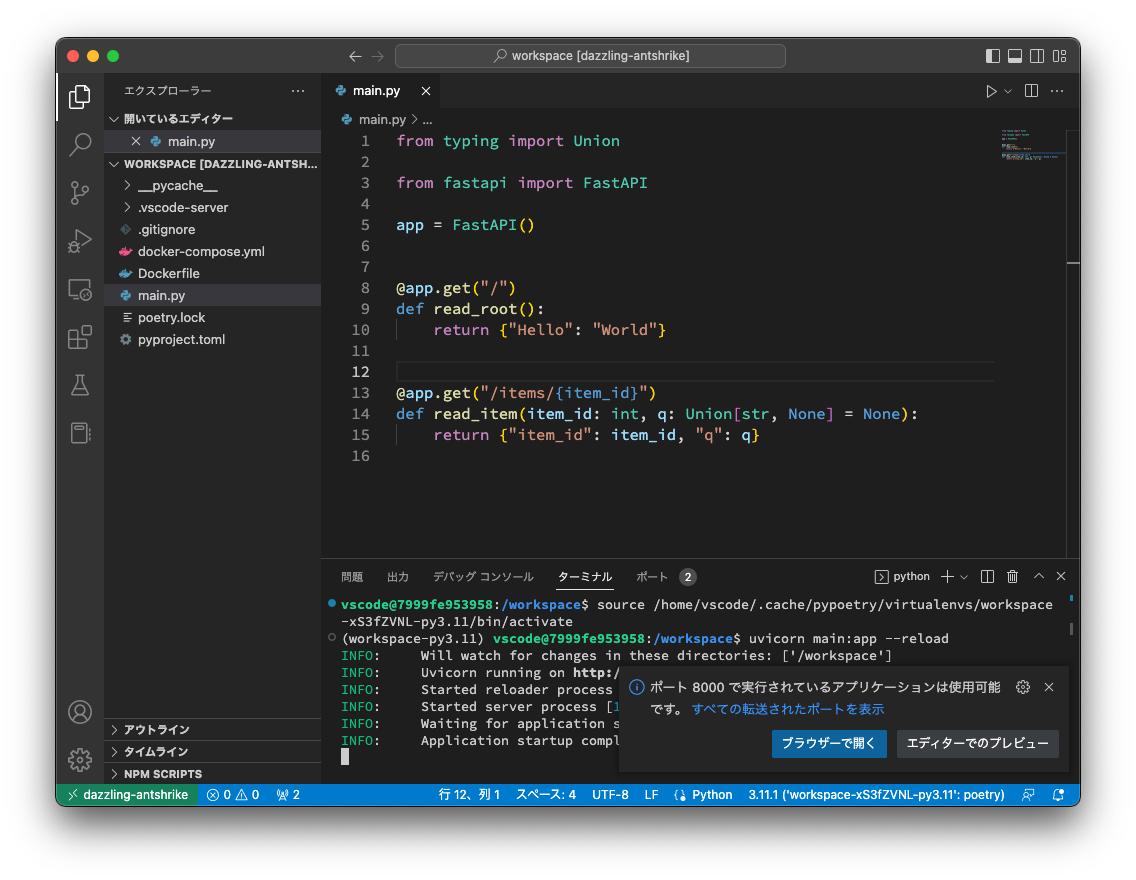 workspace [dazzling-antshrike]
エクスプローラー
開いているエディター
main.py
WORKSPACE [DAZZLING-ANTSH...
__pycache__
.vscode-server
.gitignore
docker-compose.yml
Dockerfile
main.py
poetry.lock
pyproject.toml
アウトライン
タイムライン
NPM SCRIPTS
main.py
main.py > ...
1 from typing import Union
2
3 from fastapi import FastAPI
4
5 app = FastAPI()
6
7
8 @app.get("/")
9 def read_root():
10 return {"Hello": "World"}
11
12
13 @app.get("/items/{item_id}")
14 def read_item(item_id: int, q: Union[str, None] = None):
15 return {"item_id": item_id, "q": q}
16
問題 出力 デバッグ コンソール ターミナル ポート 2 python
vscode@7999fe953958:/workspace$ source /home/vscode/.cache/pypoetry/virtualenvs/workspace
-xS3fZVNL-py3.11/bin/activate
(workspace-py3.11) vscode@7999fe953958:/workspace$ uvicorn main:app --reload
INFO: Will watch for changes in these directories: ['/workspace']
INFO: Uvicorn running on http:/
INFO: Started reloader process
INFO: Started server process [1
INFO: Waiting for application s
INFO: Application startup compl
ポート 8000 で実行されているアプリケーションは使用可能
です。 すべての転送されたポートを表示
ブラウザーで開く エディターでのプレビュー
dazzling-antshrike 0 0 2 行 12、列 1 スペース: 4 UTF-8 LF Python 3.11.1 ('workspace-xS3fZVNL-py3.11': poetry)